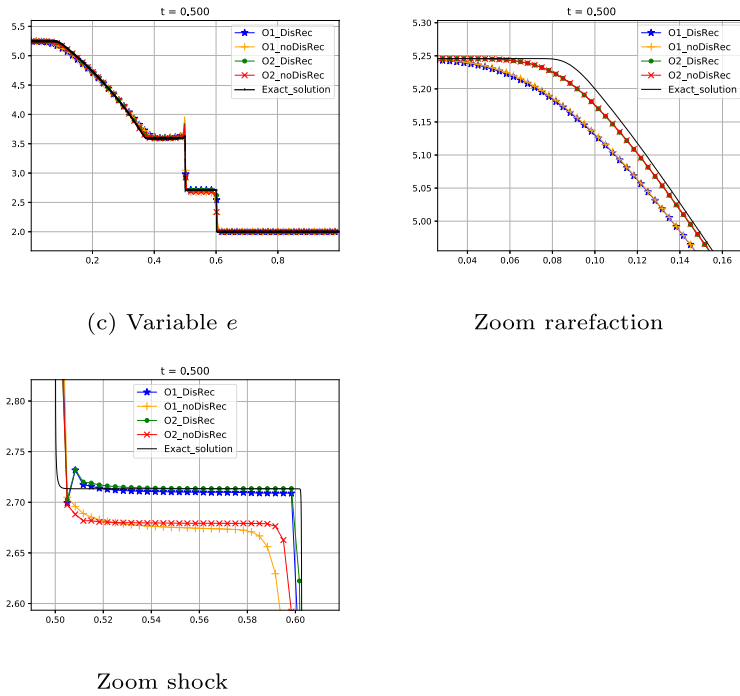 t = 0.500
5.5
5.0
4.5
4.0
3.5
3.0
2.5
2.0
0.2
0.4
0.6
0.8
O1_DisRec
O1_noDisRec
O2_DisRec
O2_noDisRec
Exact_solution
(c) Variable e
t = 0.500
5.30
5.25
5.20
5.15
5.10
5.05
5.00
0.04
0.06
0.08
0.10
0.12
0.14
0.16
O1_DisRec
O1_noDisRec
O2_DisRec
O2_noDisRec
Exact_solution
Zoom rarefaction
t = 0.500
2.80
2.75
2.70
2.65
2.60
0.50
0.52
0.54
0.56
0.58
0.60
O1_DisRec
O1_noDisRec
O2_DisRec
O2_noDisRec
Exact_solution
Zoom shock